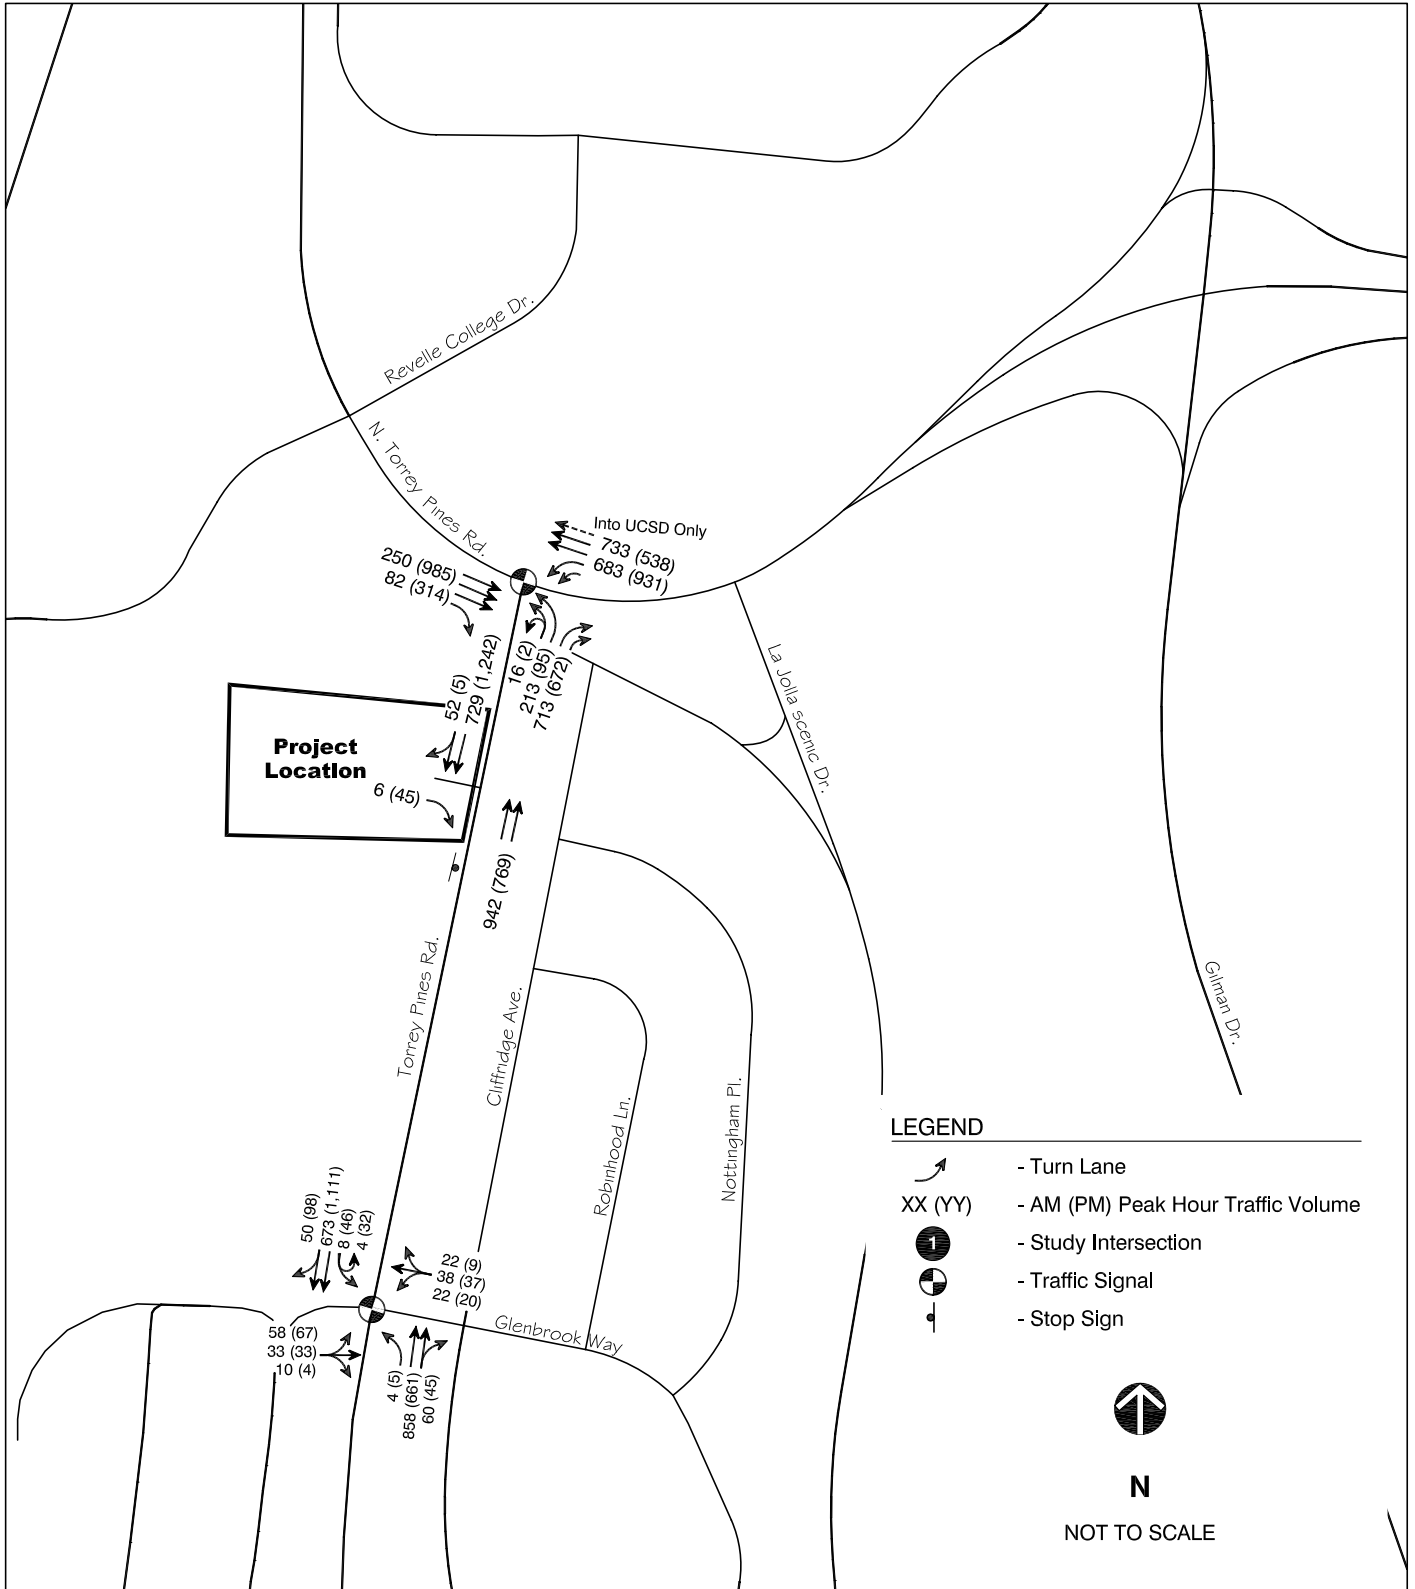 Revelle College Dr.
N. Torrey Pines Rd.
Into UCSD Only
733 (538)
683 (931)
250 (985)
82 (314)
16 (2)
213 (95)
713 (672)
52 (5)
729 (1,242)
La Jolla scenic Dr.
Project
Location
6 (45)
942 (769)
Torrey Pines Rd.
Cliffridge Ave.
Gilman Dr.
Robinhood Ln.
Nottingham Pl.
LEGEND
- Turn Lane
XX (YY) - AM (PM) Peak Hour Traffic Volume
1 - Study Intersection
- Traffic Signal
- Stop Sign
50 (98)
673 (1,111)
8 (46)
4 (32)
22 (9)
38 (37)
22 (20)
Glenbrook Way
58 (67)
33 (33)
10 (4)
4 (5)
858 (661)
60 (45)
N
NOT TO SCALE